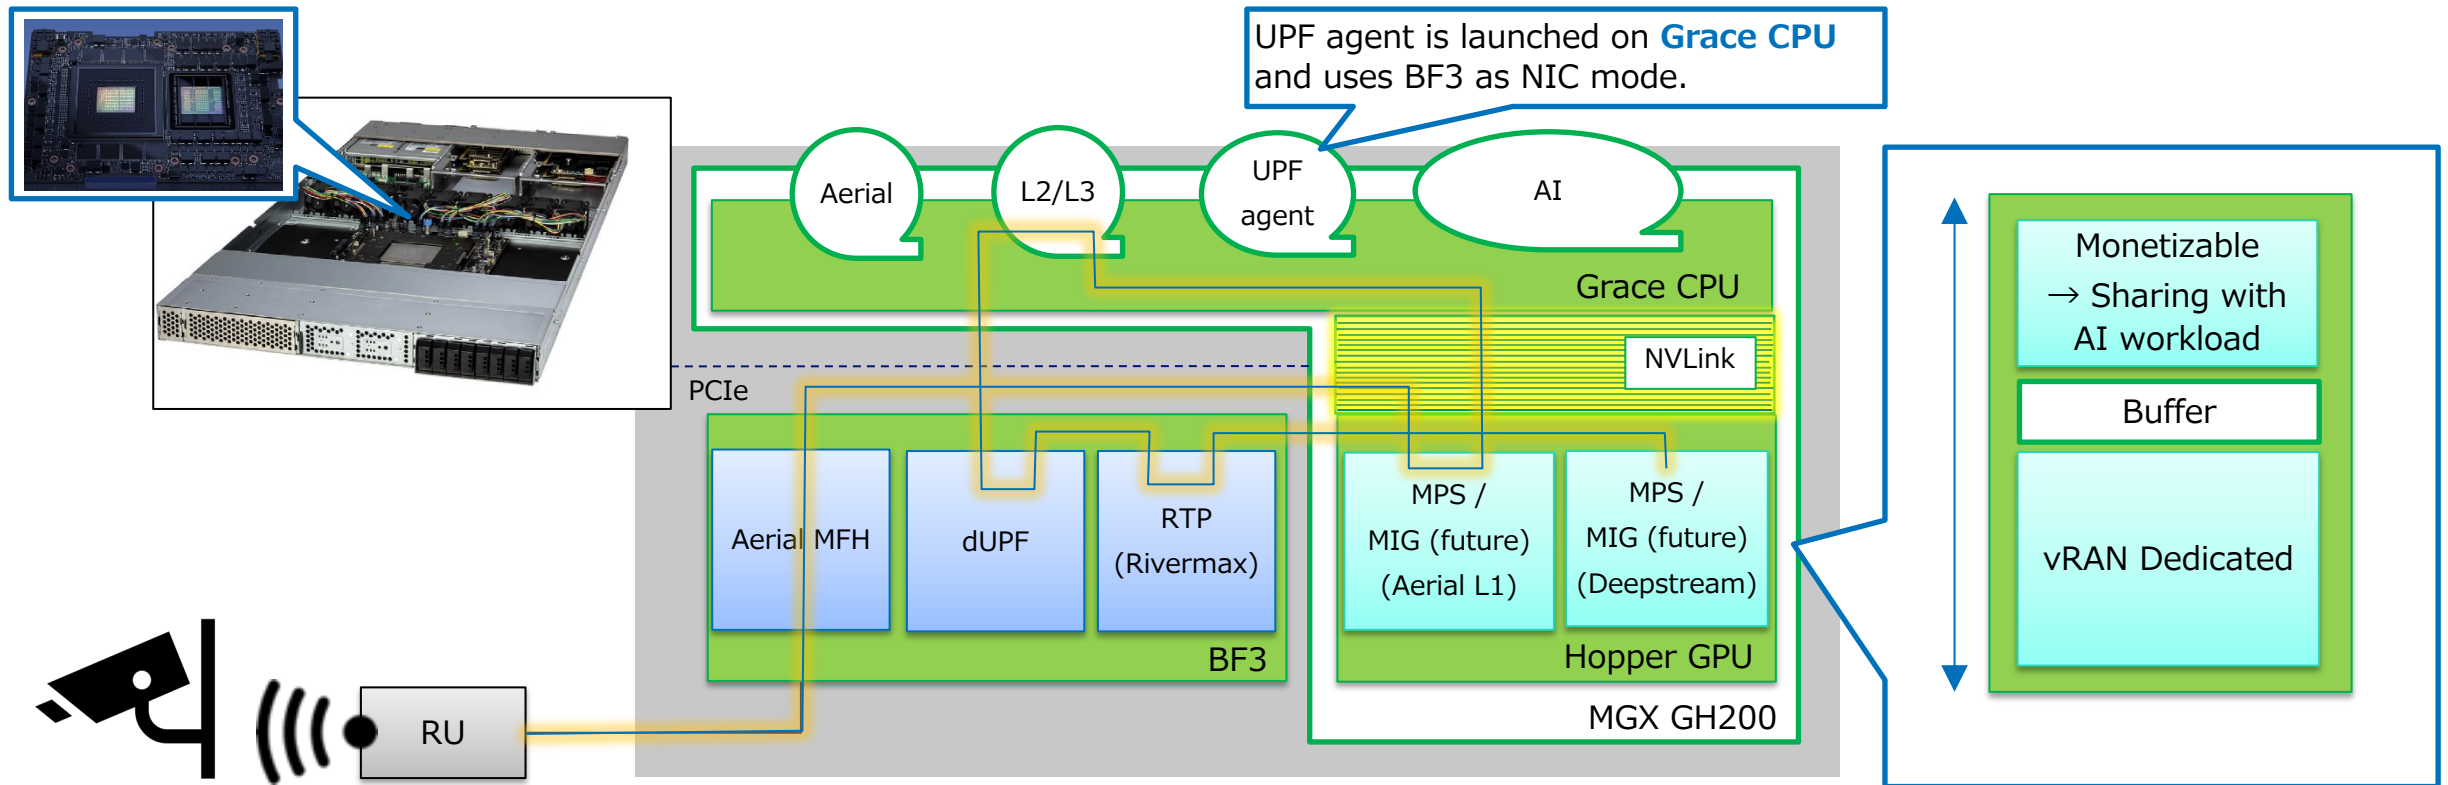 UPF agent is launched on Grace CPU
and uses BF3 as NIC mode.
Aerial
L2/L3
UPF
agent
AI
Grace CPU
NVLink
PCIe
Aerial MFH
dUPF
RTP
(Rivermax)
BF3
MPS /
MIG (future)
(Aerial L1)
MPS /
MIG (future)
(Deepstream)
Hopper GPU
MGX GH200
RU
Monetizable
→ Sharing with
AI workload
Buffer
vRAN Dedicated